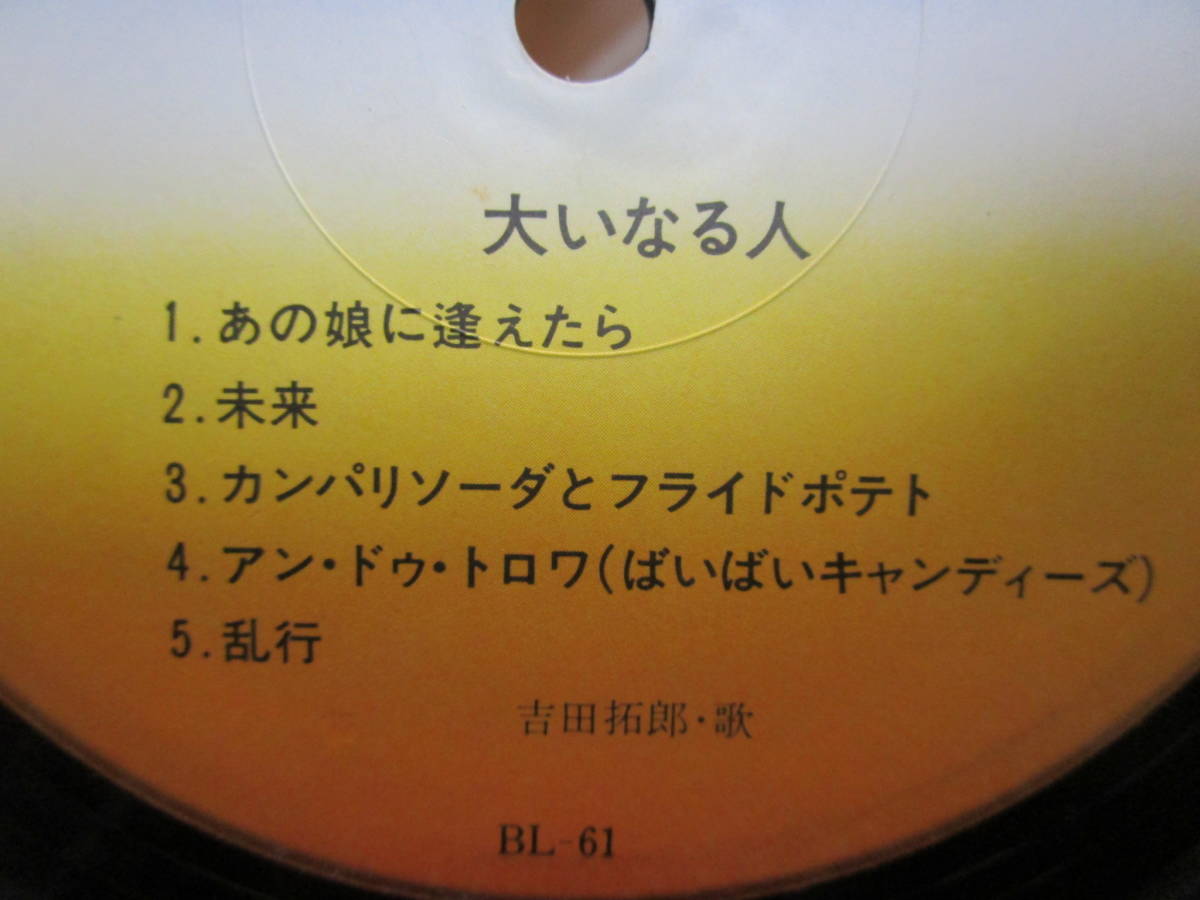 大いなる人
1.あの娘に逢えたら
2.未来
3.カンパリソーダとフライドポテト
4.アン・ドゥ・トロワ(ばいばいキャンディーズ)
5.乱行
吉田拓郎・歌
BL-61